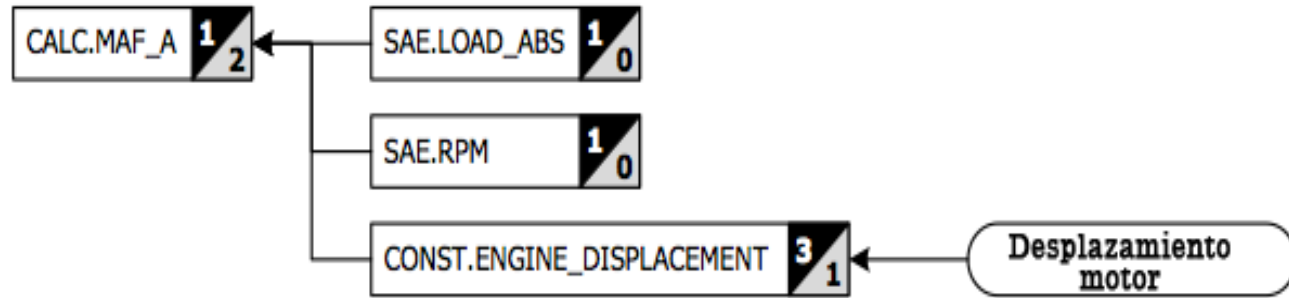 CALC.MAF_A 1 2
SAE.LOAD_ABS 1 0
SAE.RPM 1 0
CONST.ENGINE_DISPLACEMENT 3 1
Desplazamiento
motor